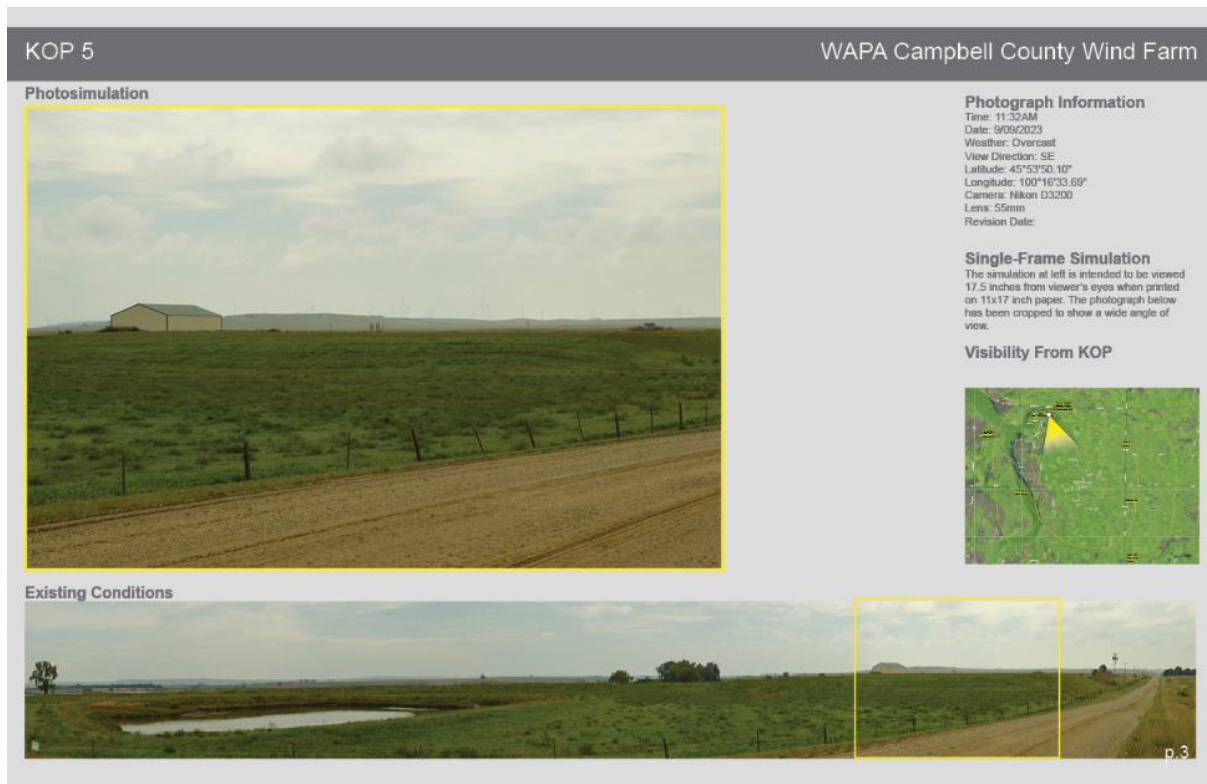 KOP 5
WAPA Campbell County Wind Farm
Photosimulation
Photograph Information
Time: 11:32AM
Date: 9/09/2023
Weather: Overcast
View Direction: SE
Latitude: 45°53'50.10"
Longitude: 100°16'33.69"
Camera: Nikon D3200
Lens: 55mm
Revision Date:
Single-Frame Simulation
The simulation at left is intended to be viewed
17.5 inches from viewer's eyes when printed
on 11x17 inch paper. The photograph below
has been cropped to show a wide angle of
view.
Visibility From KOP
Existing Conditions
p.3